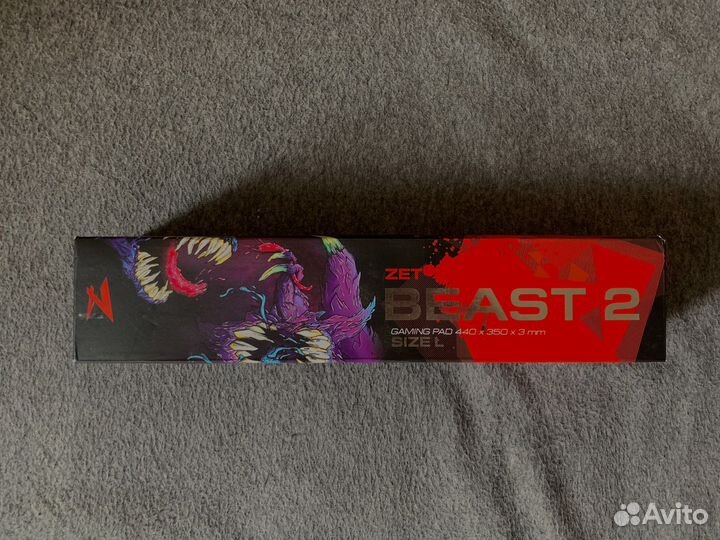 ZET
BEAST 2
GAMING PAD 440 x 350 x 3 mm
SIZE L
Avito